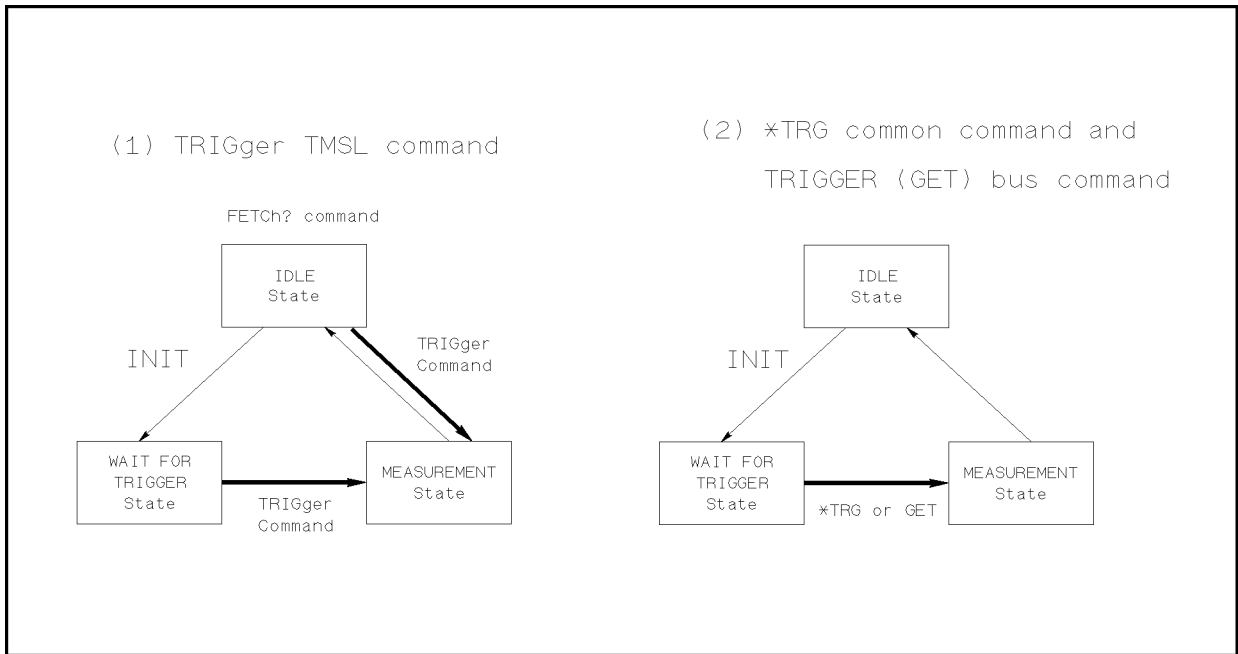 (1) TRIGger TMSL command
FETCh? command
IDLE
State
INIT
TRIGger
Command
WAIT FOR
TRIGGER
State
TRIGger
Command
MEASUREMENT
State
(2) *TRG common command and
TRIGGER (GET) bus command
IDLE
State
INIT
WAIT FOR
TRIGGER
State
*TRG or GET
MEASUREMENT
State